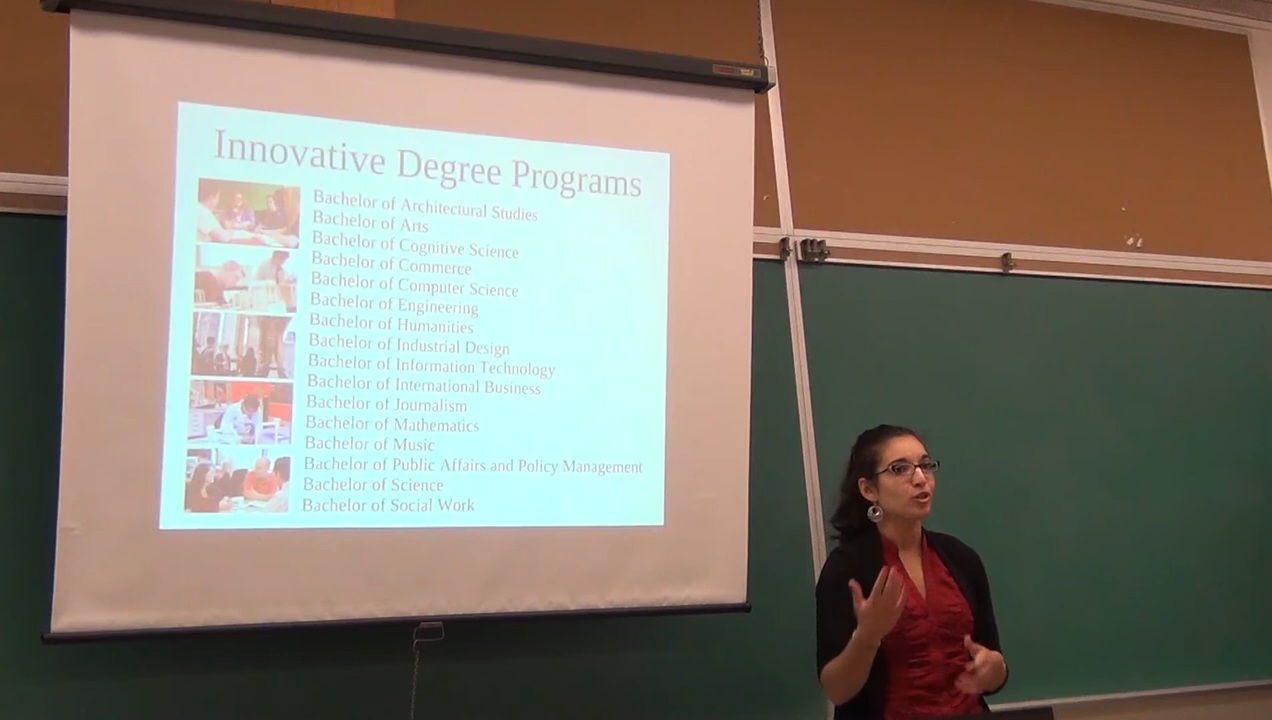 Innovative Degree Programs
Bachelor of Architectural Studies
Bachelor of Arts
Bachelor of Cognitive Science
Bachelor of Commerce
Bachelor of Computer Science
Bachelor of Engineering
Bachelor of Humanities
Bachelor of Industrial Design
Bachelor of Information Technology
Bachelor of International Business
Bachelor of Journalism
Bachelor of Mathematics
Bachelor of Music
Bachelor of Public Affairs and Policy Management
Bachelor of Science
Bachelor of Social Work